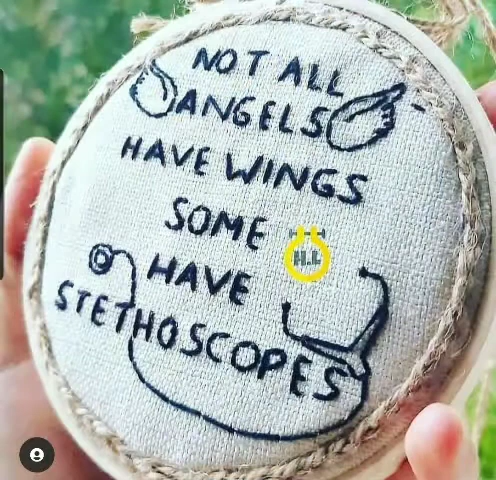 NOT ALL
ANGELS
HAVE WINGS
SOME
H.L
HAVE
STETHOSCOPES